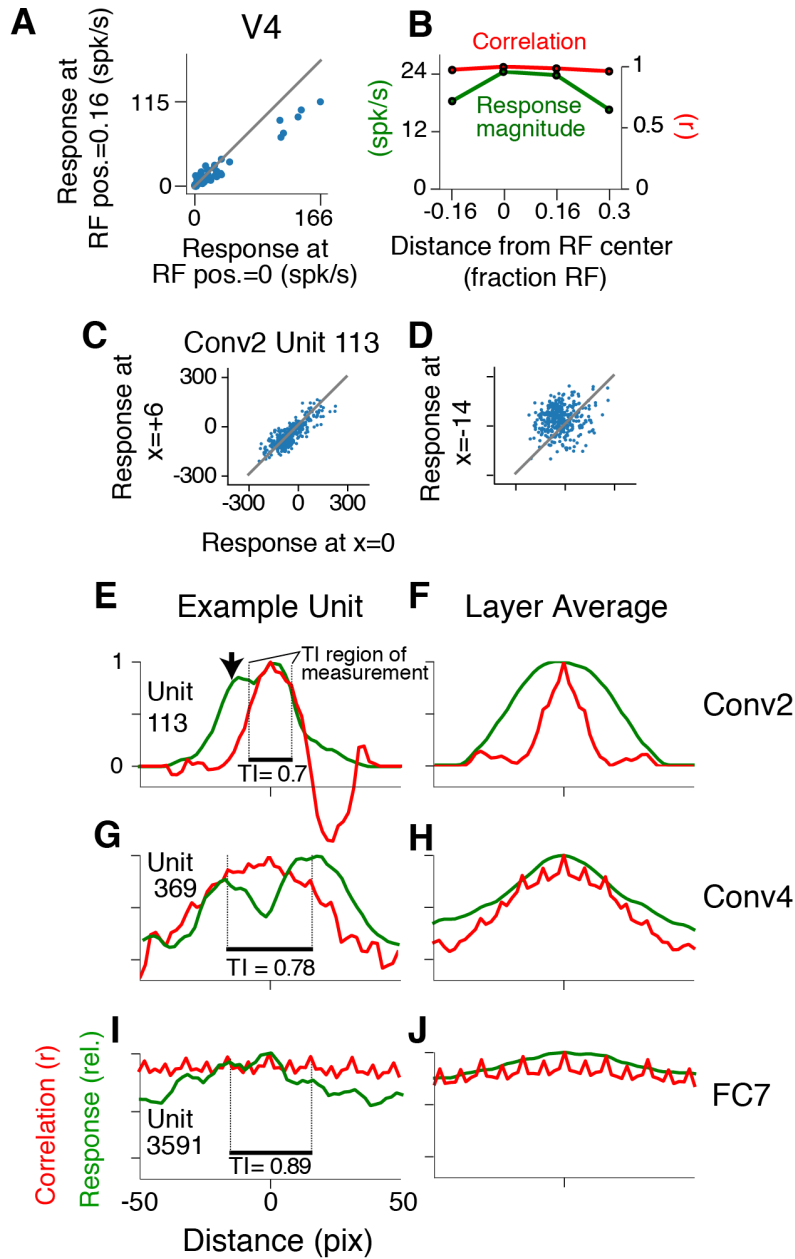 A
V4
Response at
RF pos.=0.16 (spk/s)
115
0
0
166
Response at
RF pos.=0 (spk/s)
B
Correlation
Response
magnitude
(spk/s)
24
12
0
1
0.5
0
(r)
-0.16
0
0.16
0.3
Distance from RF center
(fraction RF)
C
Conv2 Unit 113
D
Response at
x=+6
300
0
-300
-300
0
300
Response at x=0
Response at
x=-14
E
Example Unit
F
Layer Average
TI region of
measurement
1
0
Unit
113
TI= 0.7
Conv2
G
Unit
369
TI = 0.78
H
Conv4
I
Unit
3591
TI = 0.89
J
FC7
Correlation (r)
Response (rel.)
-50
0
50
Distance (pix)